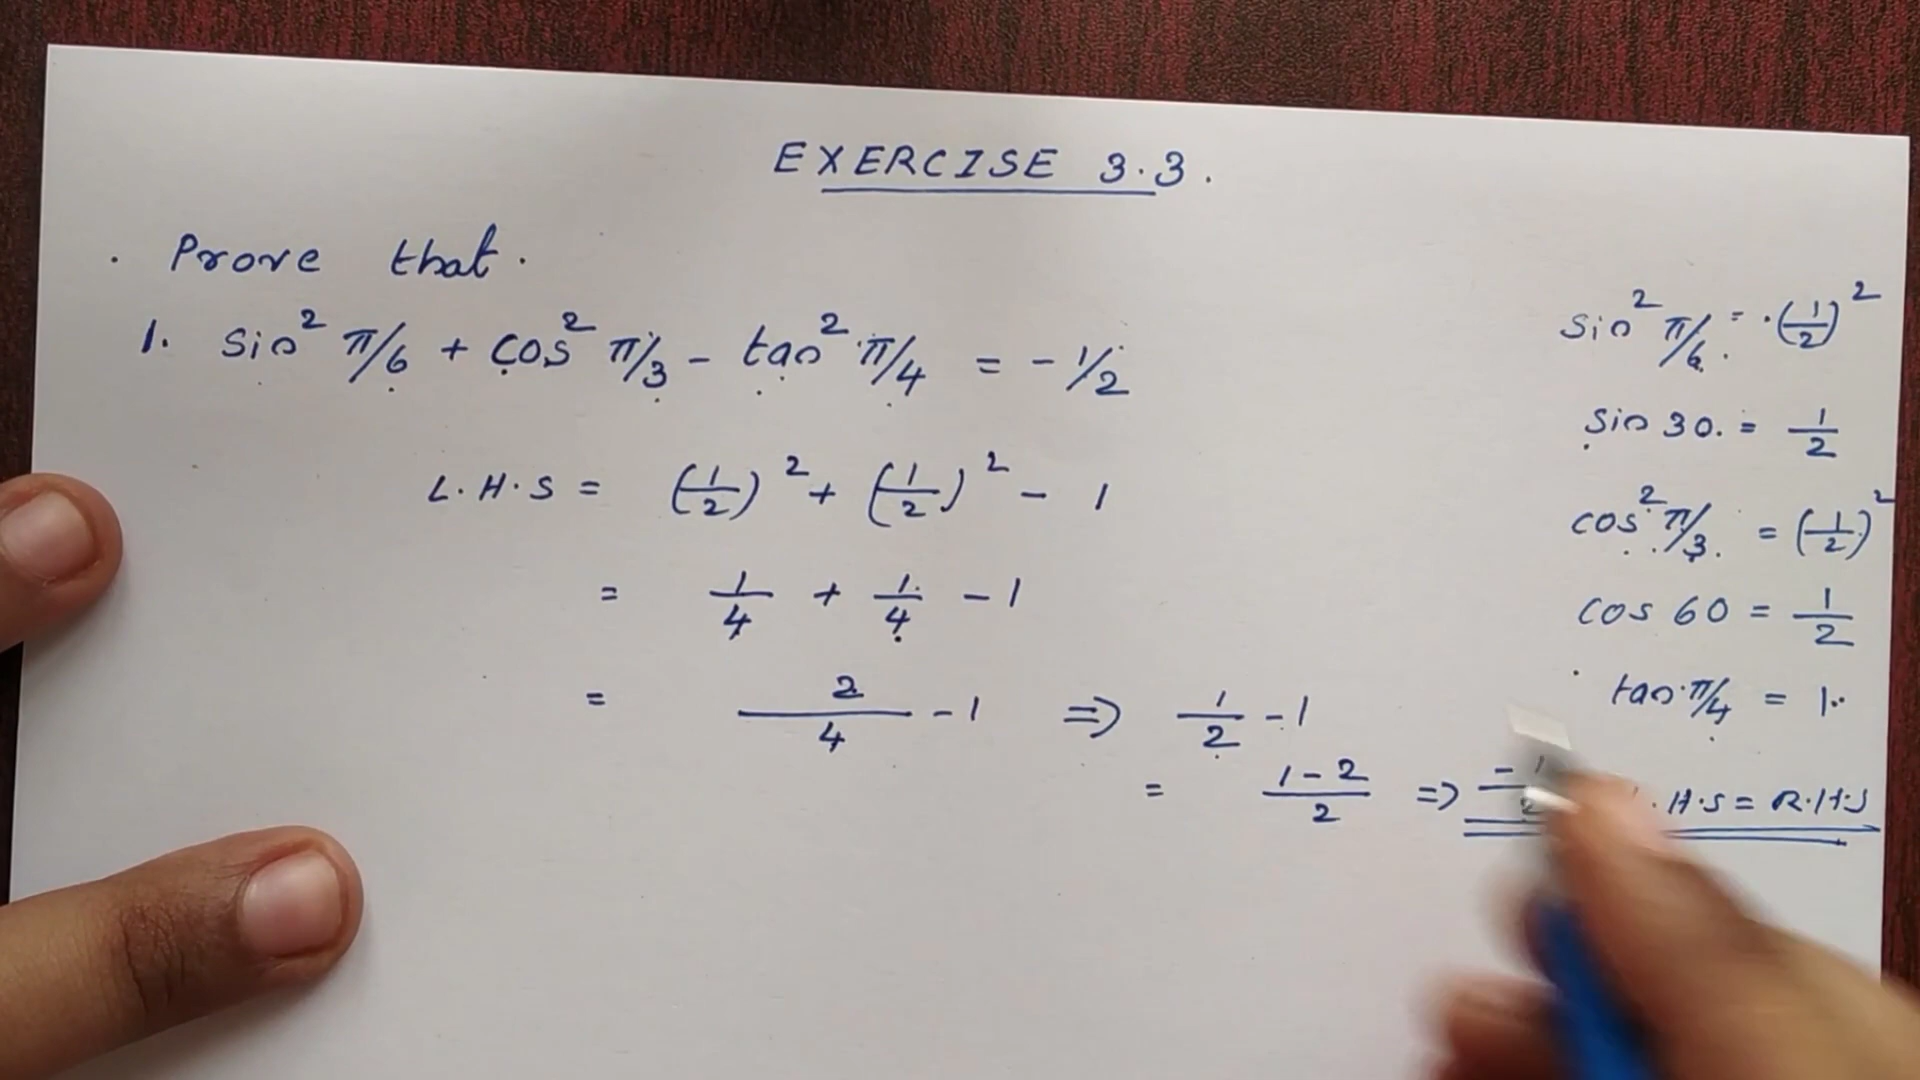 EXERCISE 3.3.
. Prove that.
1. sin² π/6 + cos² π/3 - tan² π/4 = - 1/2
L.H.S = (1/2)² + (1/2)² - 1
= 1/4 + 1/4 - 1
= 2/4 - 1 => 1/2 - 1
= 1-2/2 => -1/2 .H.S = R.H.S
sin² π/6 = (1/2)²
sin 30. = 1/2
cos² π/3. = (1/2)²
cos 60 = 1/2
tan π/4 = 1.